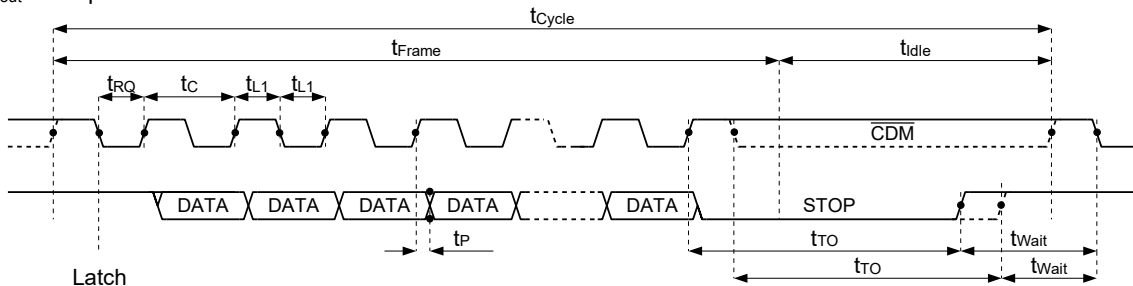 out
tCycle
tFrame tIdle
tRQ tC tL1 tL1
CDM
DATA DATA DATA DATA DATA STOP
tP tTO tWait
Latch tTO tWait